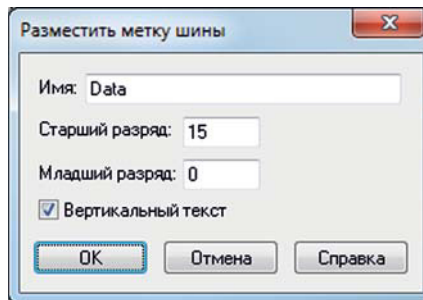 Разместить метку шины
Имя: Data
Старший разряд: 15
Младший разряд: 0
Вертикальный текст
OK Отмена Справка